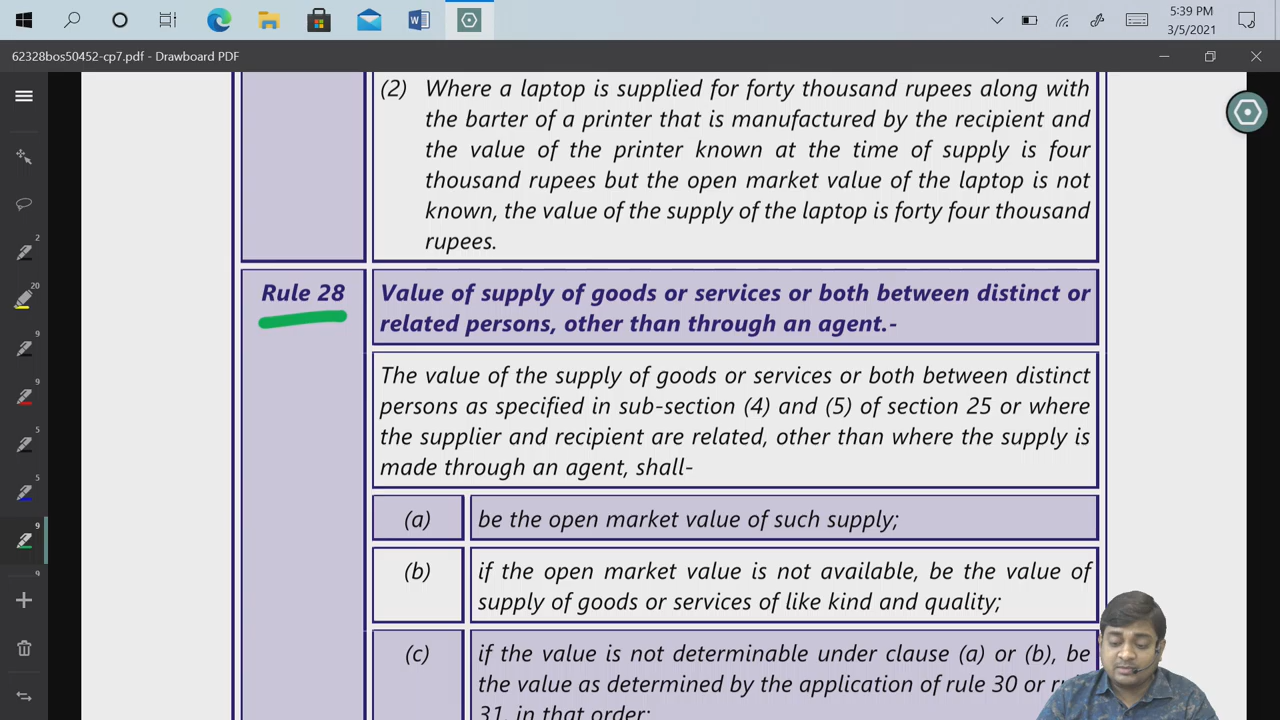 5:39 PM
3/5/2021
62328bos50452-cp7.pdf - Drawboard PDF
(2) Where a laptop is supplied for forty thousand rupees along with
the barter of a printer that is manufactured by the recipient and
the value of the printer known at the time of supply is four
thousand rupees but the open market value of the laptop is not
known, the value of the supply of the laptop is forty four thousand
rupees.
Rule 28
Value of supply of goods or services or both between distinct or
related persons, other than through an agent.-
The value of the supply of goods or services or both between distinct
persons as specified in sub-section (4) and (5) of section 25 or where
the supplier and recipient are related, other than where the supply is
made through an agent, shall-
(a) be the open market value of such supply;
(b) if the open market value is not available, be the value of
supply of goods or services of like kind and quality;
(c) if the value is not determinable under clause (a) or (b), be
the value as determined by the application of rule 30 or
31, in that order;
2
20
9
9
5
5
9
9